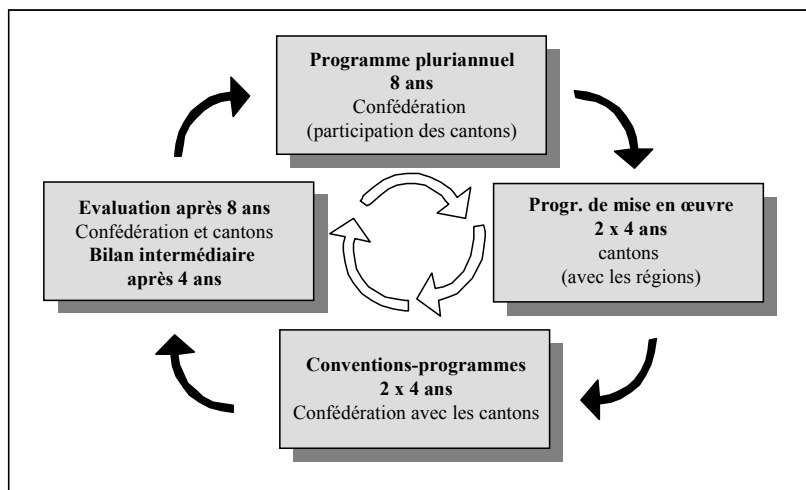 Programme pluriannuel
8 ans
Confédération
(participation des cantons)
Progr. de mise en œuvre
2 x 4 ans
cantons
(avec les régions)
Conventions-programmes
2 x 4 ans
Confédération avec les cantons
Evaluation après 8 ans
Confédération et cantons
Bilan intermédiaire
après 4 ans